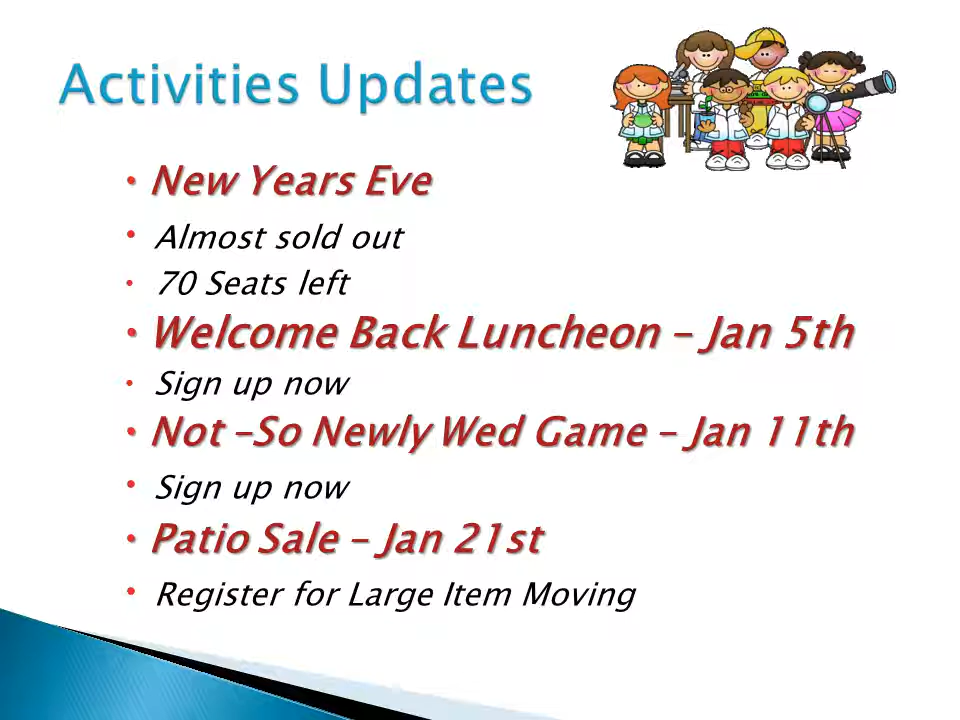 Activities Updates
• New Years Eve
• Almost sold out
• 70 Seats left
• Welcome Back Luncheon – Jan 5th
• Sign up now
• Not –So Newly Wed Game – Jan 11th
• Sign up now
• Patio Sale – Jan 21st
• Register for Large Item Moving